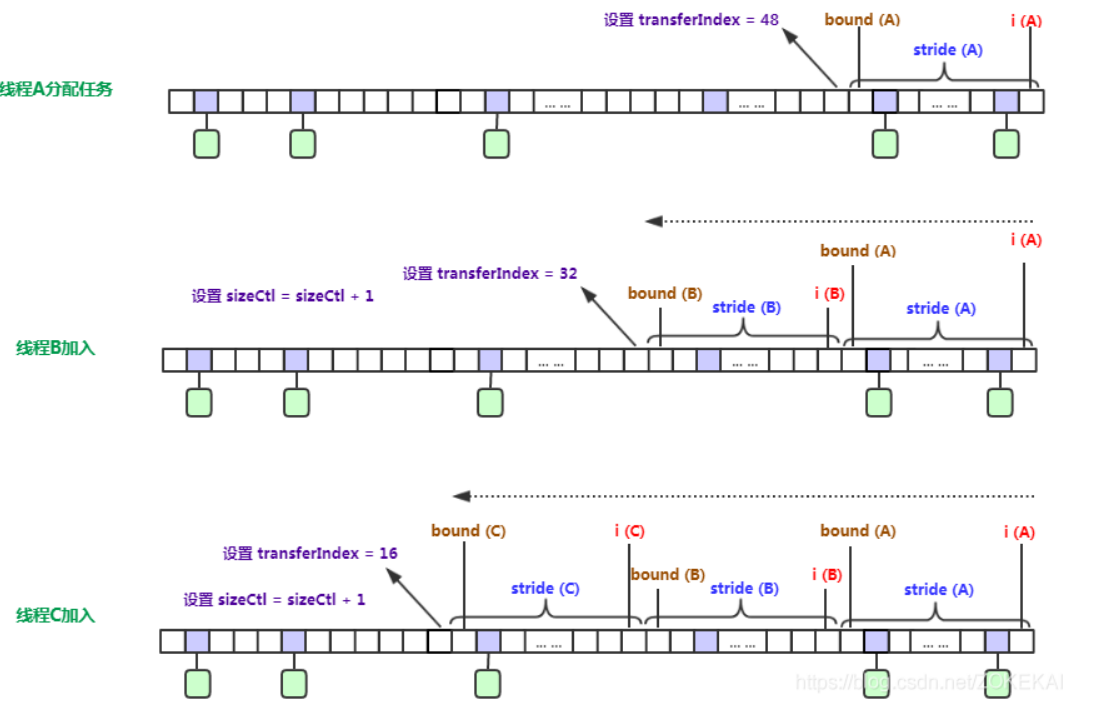 设置 transferIndex = 48
bound (A)
i (A)
stride (A)
线程A分配任务
... ...
... ...
... ...
i (A)
bound (A)
设置 transferIndex = 32
设置 sizeCtl = sizeCtl + 1
bound (B)
i (B)
stride (B)
stride (A)
线程B加入
... ...
... ...
... ...
bound (C)
i (C)
bound (A)
i (A)
设置 transferIndex = 16
bound (B)
i (B)
stride (C)
stride (B)
stride (A)
设置 sizeCtl = sizeCtl + 1
线程C加入
... ...
... ...
... ...
https://blog.csdn.net/ZOKEKAI